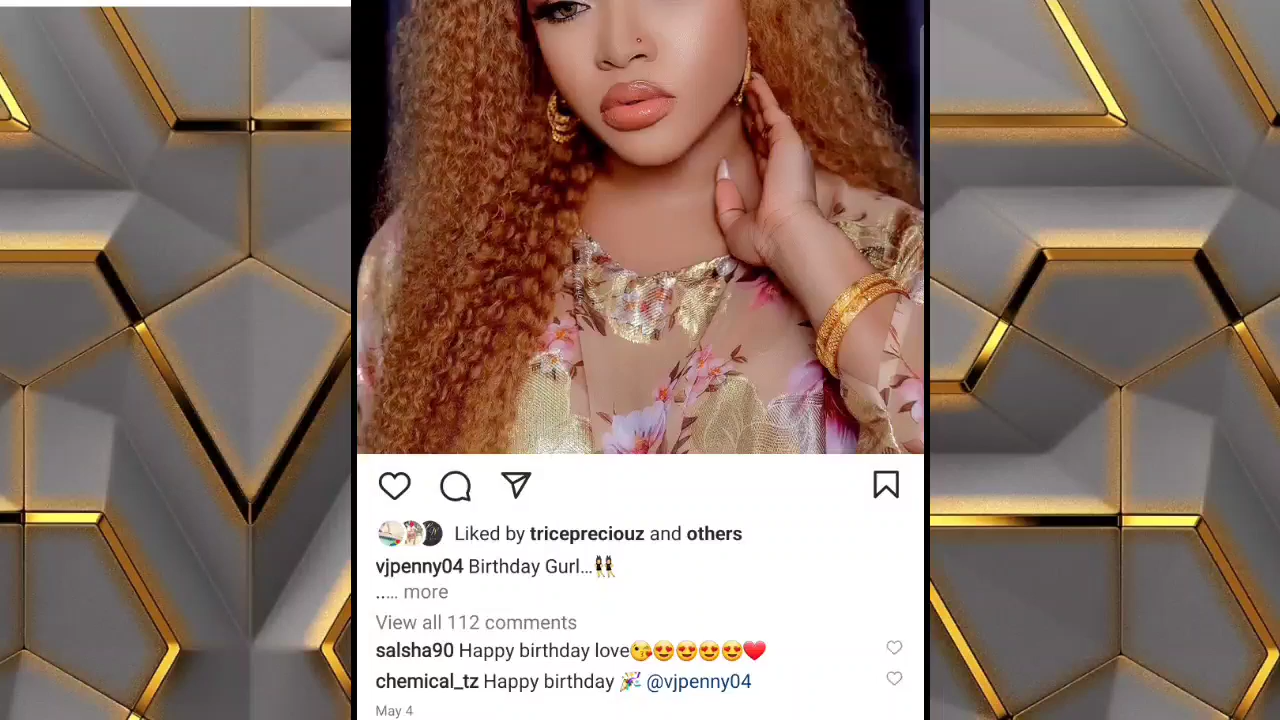 Liked by tricepreciouz and others
vjpenny04 Birthday Gurl...👯‍♀️
..... more
View all 112 comments
salsha90 Happy birthday love😘😍😍😍😍❤️
chemical_tz Happy birthday 🎉 @vjpenny04
May 4